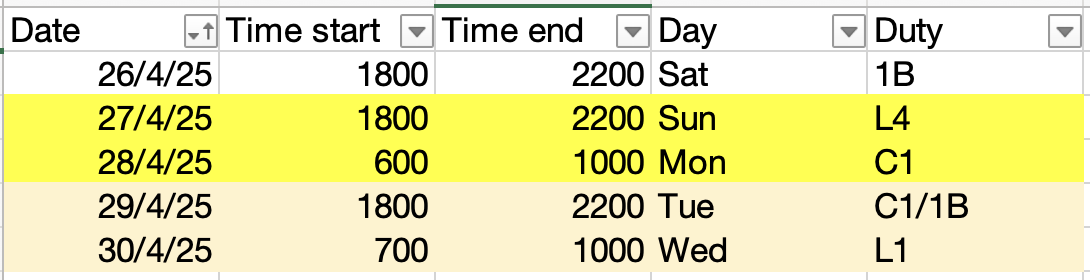 Date Time start Time end Day Duty
26/4/25 1800 2200 Sat 1B
27/4/25 1800 2200 Sun L4
28/4/25 600 1000 Mon C1
29/4/25 1800 2200 Tue C1/1B
30/4/25 700 1000 Wed L1